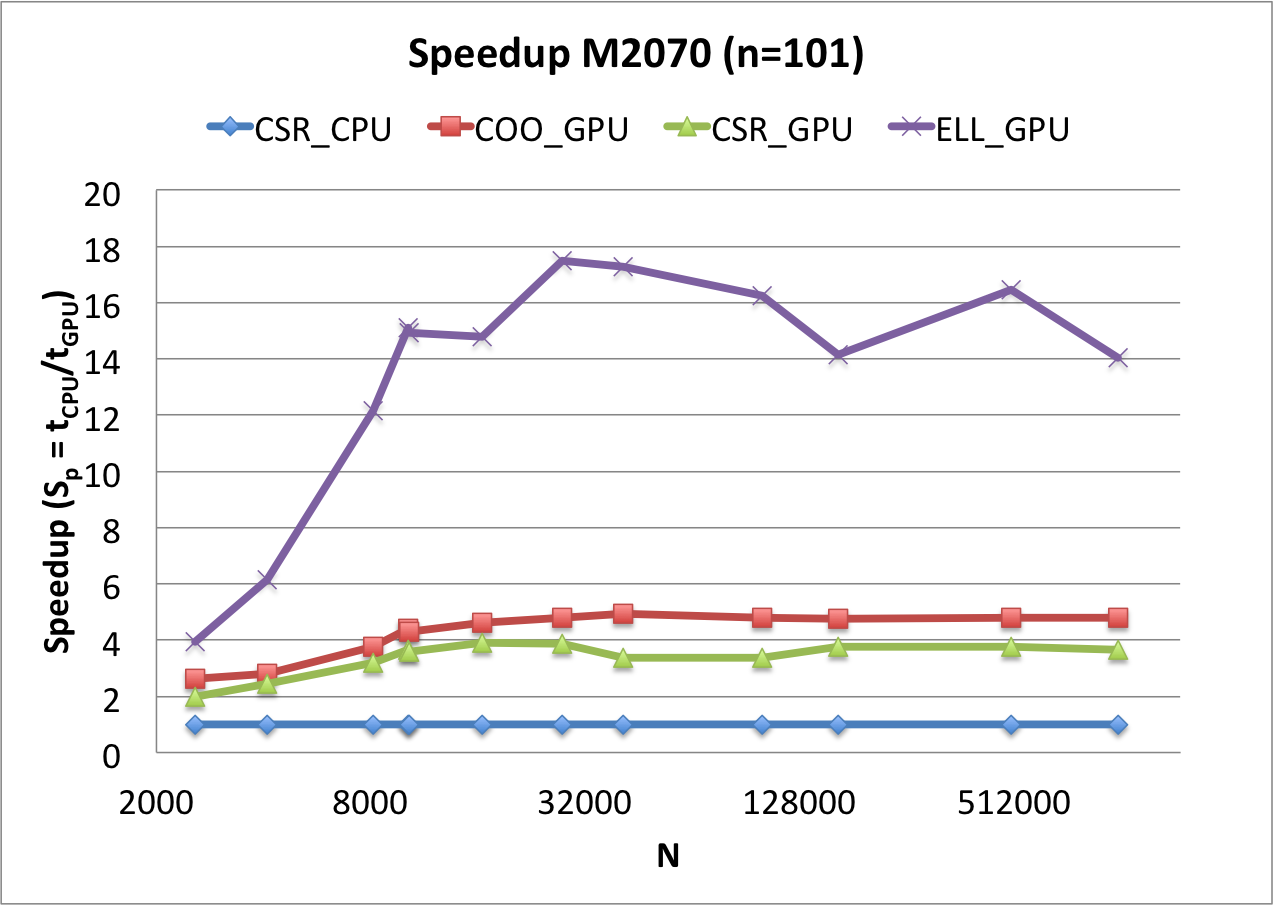 Speedup M2070 (n=101)
CSR_CPU COO_GPU CSR_GPU ELL_GPU
Speedup (Sp = tCPU/tGPU)
20
18
16
14
12
10
8
6
4
2
0
2000 8000 32000 128000 512000
N